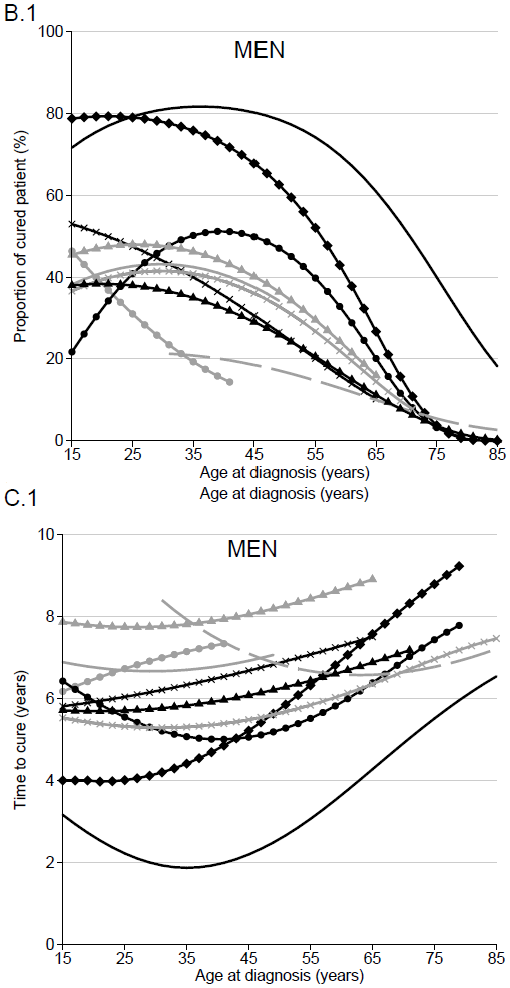 B.1
MEN
Proportion of cured patient (%)
100
80
60
40
20
0
15 25 35 45 55 65 75 85
Age at diagnosis (years)
Age at diagnosis (years)
C.1
MEN
Time to cure (years)
10
8
6
4
2
0
15 25 35 45 55 65 75 85
Age at diagnosis (years)